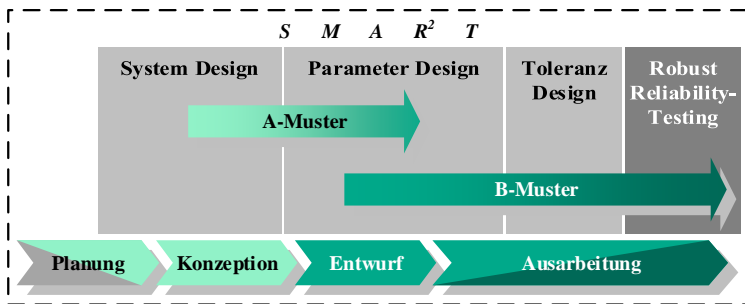 S M A R² T
System Design
Parameter Design
Toleranz
Design
Robust
Reliability-
Testing
A-Muster
B-Muster
Planung
Konzeption
Entwurf
Ausarbeitung